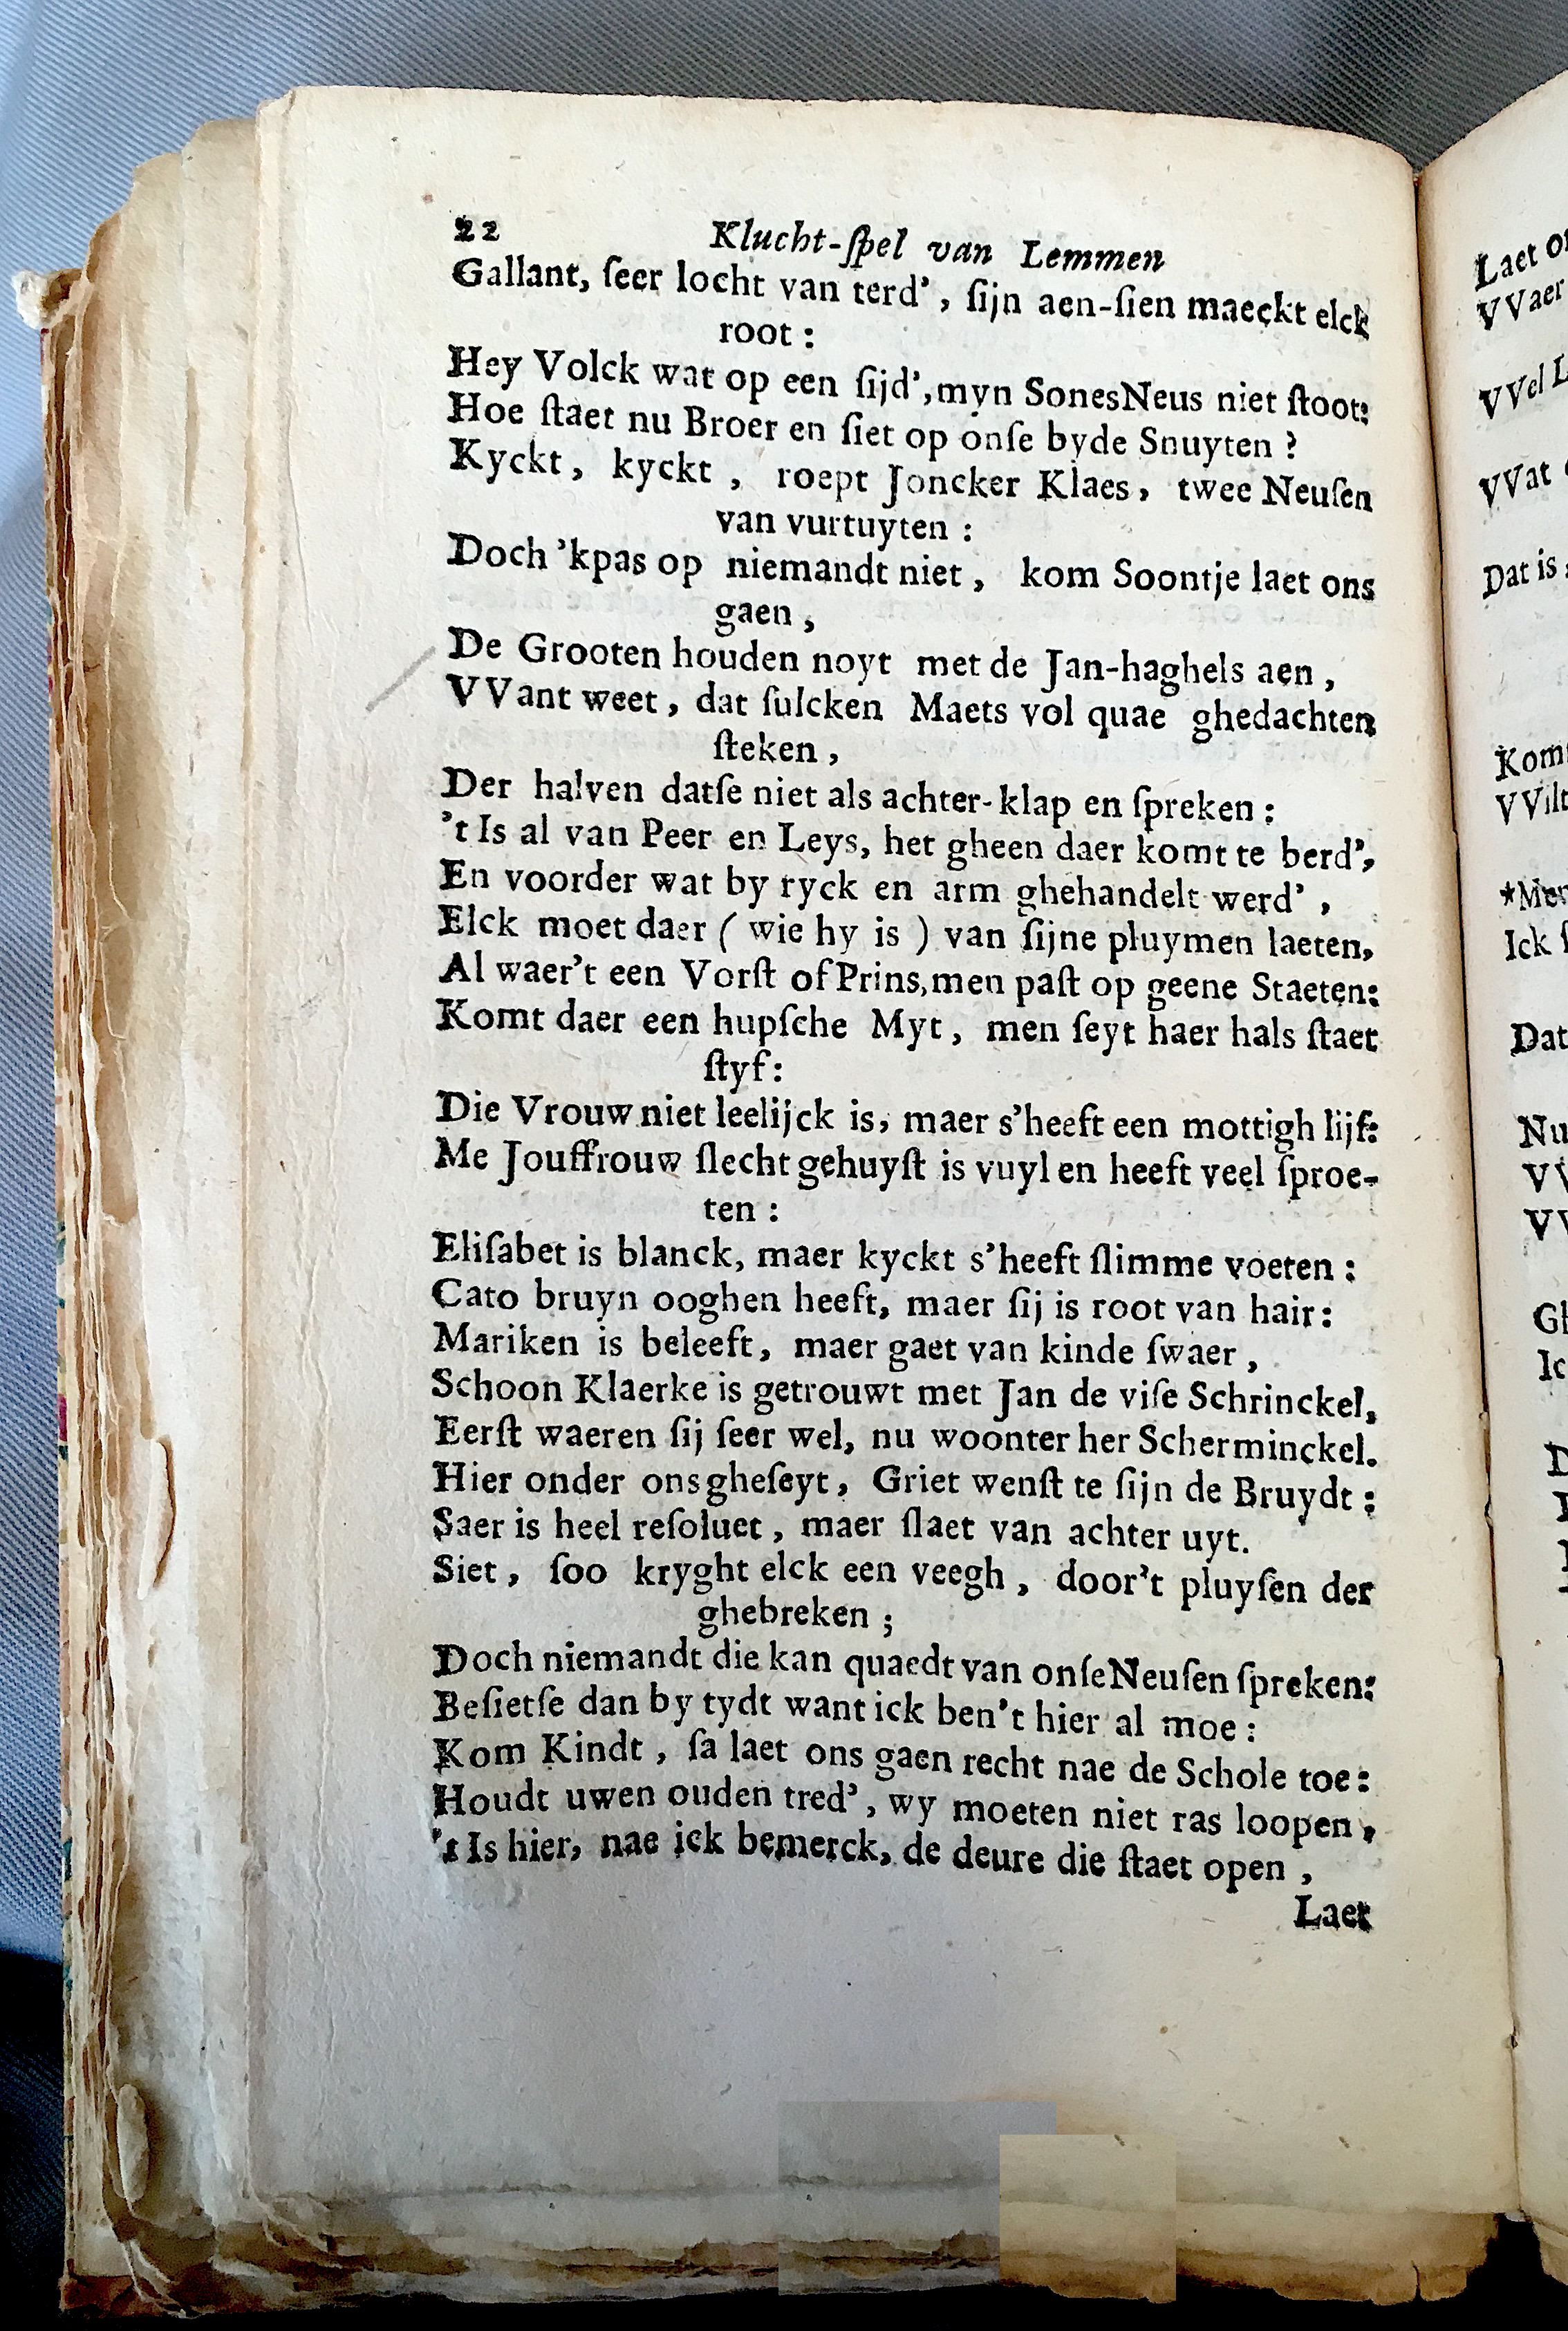 22 Klucht-ſpel van Lemmen
Gallant, ſeer locht van terd', ſijn aen-ſien maeckt elck
root :
Hey Volck wat op een ſijd', myn Sones Neus niet ſtoot:
Hoe ſtaet nu Broer en ſiet op onſe byde Snuyten ?
Kyckt, kyckt, roept Joncker Klaes, twee Neuſen
van vurtuyten :
Doch 'kpas op niemandt niet, kom Soontje laet ons
gaen,
De Grooten houden noyt met de Jan-haghels aen,
VVant weet, dat ſulcken Maets vol quae ghedachten
ſteken,
Der halven datſe niet als achter-klap en ſpreken :
't Is al van Peer en Leys, het gheen daer komt te berd',
En voorder wat by ryck en arm ghehandelt werd',
Elck moet daer ( wie hy is ) van ſijne pluymen laeten,
Al waer't een Vorſt of Prins, men paſt op geene Staeten:
Komt daer een hupſche Myt, men ſeyt haer hals ſtaet
ſtyf:
Die Vrouw niet leelijck is, maer s'heeft een mottigh lijf:
Me Jouffrouw ſlecht gehuyſt is vuyl en heeft veel ſproe-
ten :
Eliſabet is blanck, maer kyckt s'heeft ſlimme voeten :
Cato bruyn ooghen heeft, maer ſij is root van hair:
Mariken is beleeft, maer gaet van kinde ſwaer,
Schoon Klaerke is getrouwt met Jan de viſe Schrinckel,
Eerſt waeren ſij ſeer wel, nu woonter her Scherminckel.
Hier onder ons gheſeyt, Griet wenſt te ſijn de Bruydt ;
Saer is heel reſoluet, maer ſlaet van achter uyt.
Siet, ſoo kryght elck een veegh, door't pluyſen der
ghebreken ;
Doch niemandt die kan quaedt van onſe Neuſen ſpreken:
Beſietſe dan by tydt want ick ben't hier al moe :
Kom Kindt, ſa laet ons gaen recht nae de Schole toe :
Houdt uwen ouden tred', wy moeten niet ras loopen,
't Is hier, nae ick bemerck, de deure die ſtaet open,
Laet
Laet
VVaer
VVel
VVat
Dat is
VVilt
Ick
Dat
Nu